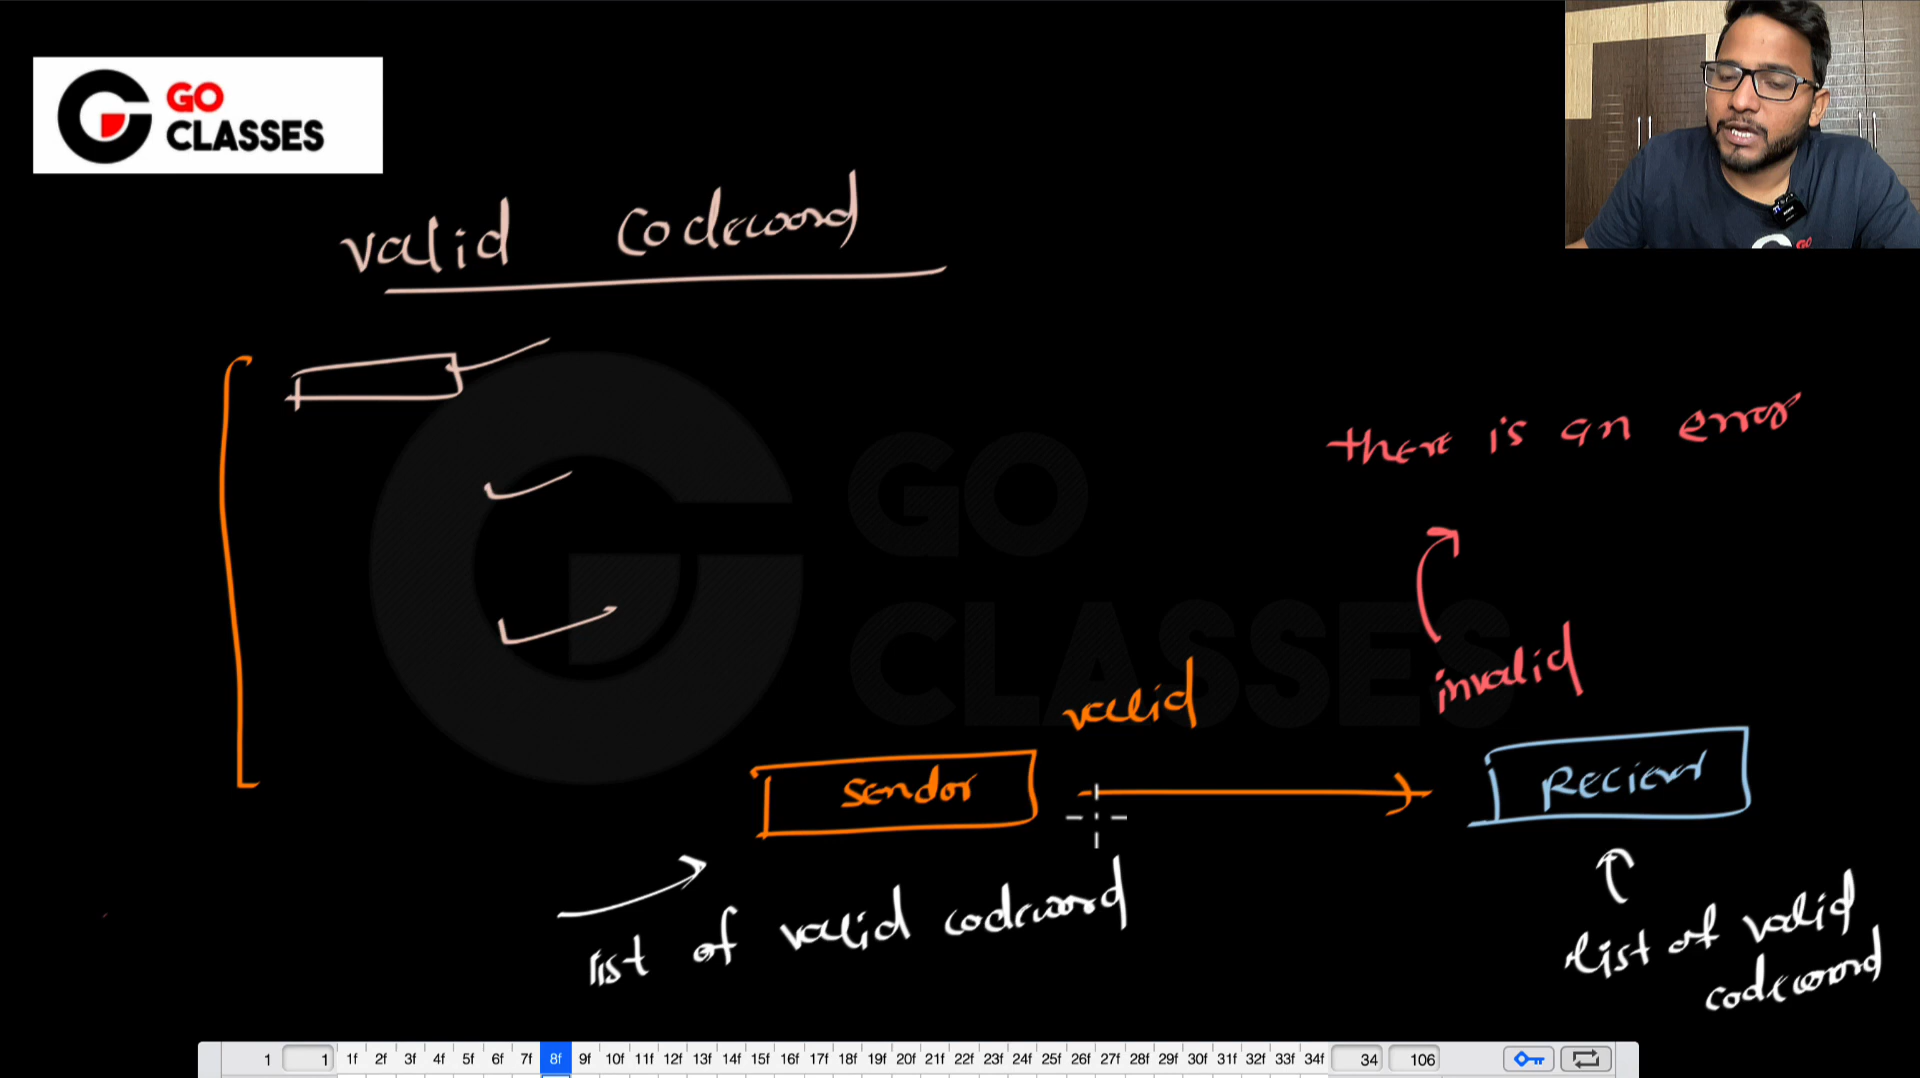 GO
CLASSES
valid codeword
there is an error
GO
CLASSES
invalid
valid
sendor
Reciever
list of valid codeword
list of valid
codeword
1 1 1f 2f 3f 4f 5f 6f 7f 8f 9f 10f 11f 12f 13f 14f 15f 16f 17f 18f 19f 20f 21f 22f 23f 24f 25f 26f 27f 28f 29f 30f 31f 32f 33f 34f 34 106